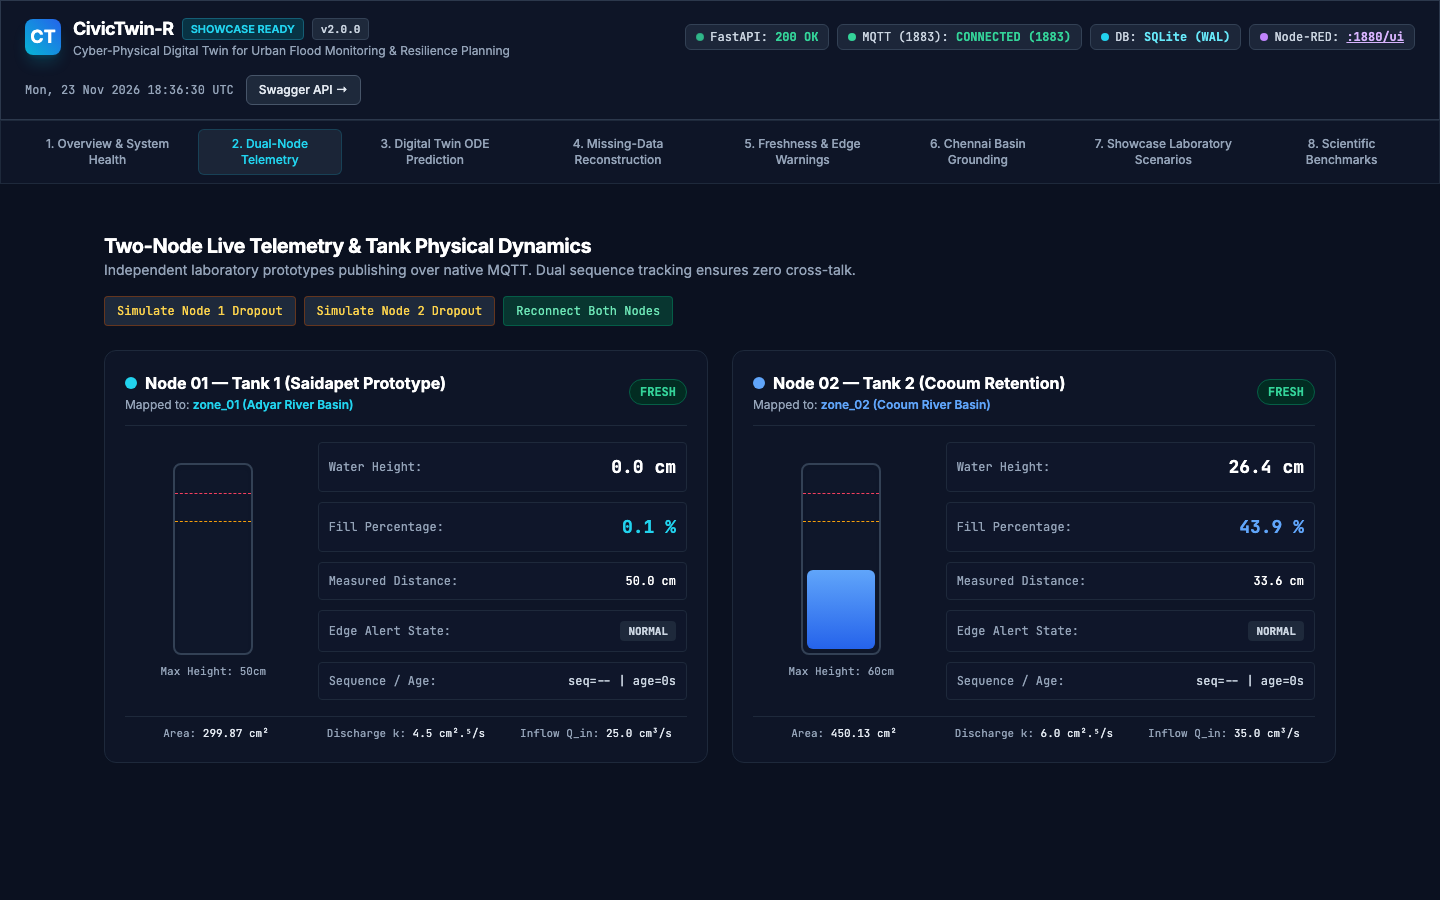 CT
CivicTwin-R
SHOWCASE READY
v2.0.0
Cyber-Physical Digital Twin for Urban Flood Monitoring & Resilience Planning
FastAPI: 200 OK
MQTT (1883): CONNECTED (1883)
DB: SQLite (WAL)
Node-RED: :1880/ui
Mon, 23 Nov 2026 18:36:30 UTC
Swagger API →
1. Overview & System
Health
2. Dual-Node
Telemetry
3. Digital Twin ODE
Prediction
4. Missing-Data
Reconstruction
5. Freshness & Edge
Warnings
6. Chennai Basin
Grounding
7. Showcase Laboratory
Scenarios
8. Scientific
Benchmarks
Two-Node Live Telemetry & Tank Physical Dynamics
Independent laboratory prototypes publishing over native MQTT. Dual sequence tracking ensures zero cross-talk.
Simulate Node 1 Dropout
Simulate Node 2 Dropout
Reconnect Both Nodes
Node 01 — Tank 1 (Saidapet Prototype)
Mapped to: zone_01 (Adyar River Basin)
FRESH
Water Height: 0.0 cm
Fill Percentage: 0.1 %
Measured Distance: 50.0 cm
Edge Alert State: NORMAL
Sequence / Age: seq=-- | age=0s
Max Height: 50cm
Area: 299.87 cm²
Discharge k: 4.5 cm²·⁵/s
Inflow Q_in: 25.0 cm³/s
Node 02 — Tank 2 (Cooum Retention)
Mapped to: zone_02 (Cooum River Basin)
FRESH
Water Height: 26.4 cm
Fill Percentage: 43.9 %
Measured Distance: 33.6 cm
Edge Alert State: NORMAL
Sequence / Age: seq=-- | age=0s
Max Height: 60cm
Area: 450.13 cm²
Discharge k: 6.0 cm²·⁵/s
Inflow Q_in: 35.0 cm³/s